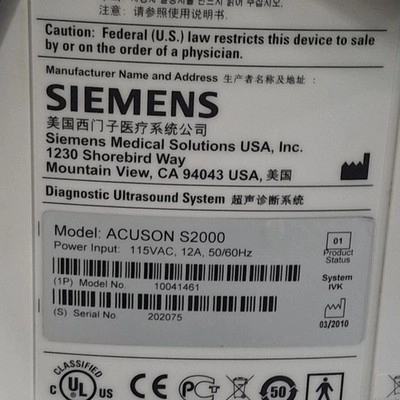 注意. 请参照使用说明书.
Caution: Federal (U.S.) law restricts this device to sale
by or on the order of a physician.
Manufacturer Name and Address 生产者名称及地址:
SIEMENS
美国西门子医疗系统公司
Siemens Medical Solutions USA, Inc.
1230 Shorebird Way
Mountain View, CA 94043 USA, 美国
Diagnostic Ultrasound System 超声诊断系统
Model: ACUSON S2000
Power Input: 115VAC, 12A, 50/60Hz
01
Product
Status
(1P) Model No. 10041461
System
IVK
(S) Serial No 202075
03/2010
CLASSIFIED
C UL US
CE
50